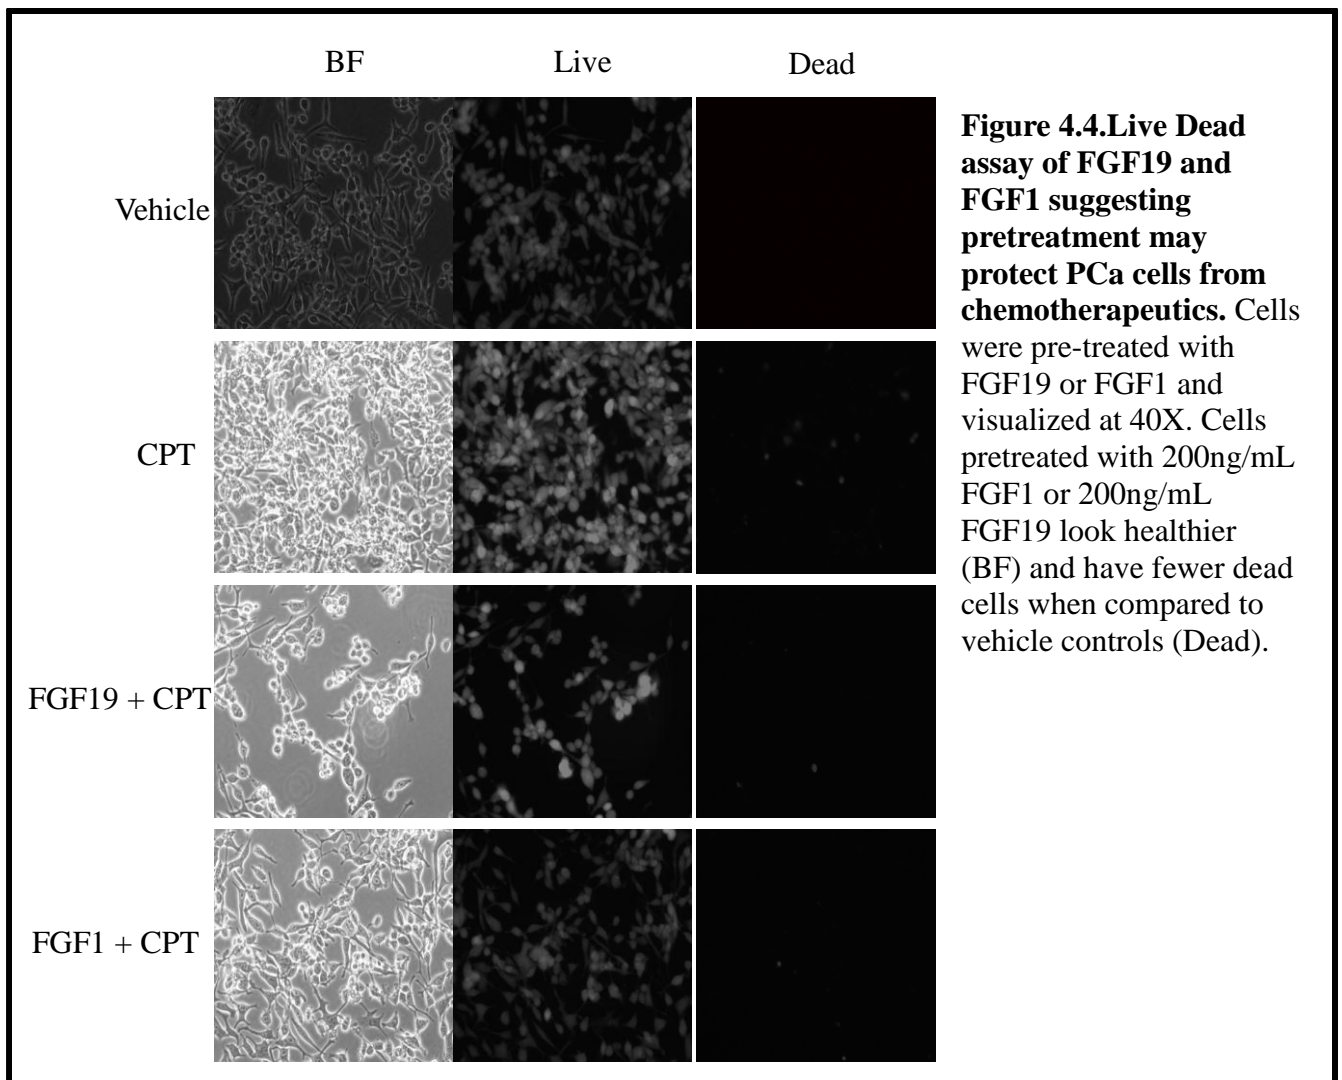 BF Live Dead
Vehicle
CPT
FGF19 + CPT
FGF1 + CPT
Figure 4.4.Live Dead
assay of FGF19 and
FGF1 suggesting
pretreatment may
protect PCa cells from
chemotherapeutics. Cells
were pre-treated with
FGF19 or FGF1 and
visualized at 40X. Cells
pretreated with 200ng/mL
FGF1 or 200ng/mL
FGF19 look healthier
(BF) and have fewer dead
cells when compared to
vehicle controls (Dead).